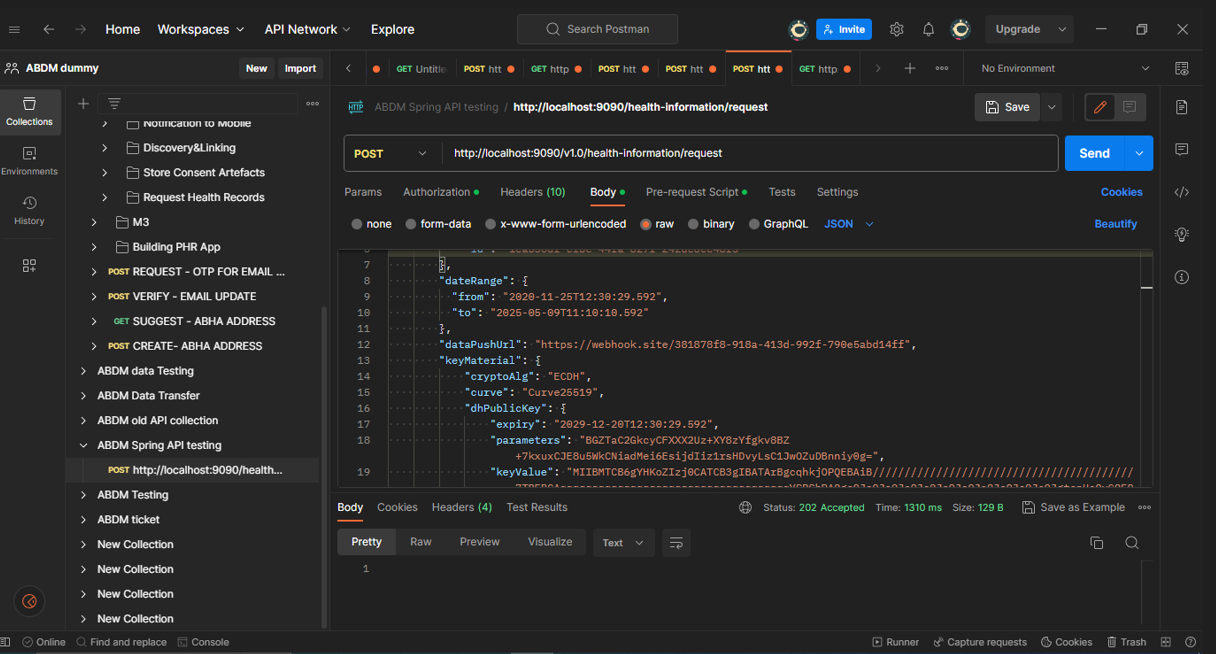 Home Workspaces API Network Explore Search Postman Invite Upgrade
ABDM dummy New Import GET Untitle POST htt GET http POST htt POST htt POST htt GET http No Environment
Collections
Environments
History
Notification to Mobile
Discovery&Linking
Store Consent Artefacts
Request Health Records
M3
Building PHR App
POST REQUEST - OTP FOR EMAIL ...
POST VERIFY - EMAIL UPDATE
GET SUGGEST - ABHA ADDRESS
POST CREATE- ABHA ADDRESS
ABDM data Testing
ABDM Data Transfer
ABDM old API collection
ABDM Spring API testing
POST http://localhost:9090/health...
ABDM Testing
ABDM ticket
New Collection
New Collection
New Collection
New Collection
HTTP ABDM Spring API testing / http://localhost:9090/health-information/request Save
POST http://localhost:9090/v1.0/health-information/request Send
Params Authorization Headers (10) Body Pre-request Script Tests Settings Cookies
none form-data x-www-form-urlencoded raw binary GraphQL JSON Beautify
7 },
8 "dateRange": {
9 "from": "2020-11-25T12:30:29.592",
10 "to": "2025-05-09T11:10:10.592"
11 },
12 "dataPushUrl": "https://webhook.site/381878f8-918a-413d-992f-790e5abd14ff",
13 "keyMaterial": {
14 "cryptoAlg": "ECDH",
15 "curve": "Curve25519",
16 "dhPublicKey": {
17 "expiry": "2029-12-20T12:30:29.592",
18 "parameters": "BGZTaC2GkcyCFXXX2Uz+XY8zYfgkv8BZ
+7kxuxCJE8u5WkCNiadMei6EsijdIiz1rsHDvyLsC1JwOZuDBnniy0g=",
19 "keyValue":
Body Cookies Headers (4) Test Results Status: 202 Accepted Time: 1310 ms Size: 129 B Save as Example
Pretty Raw Preview Visualize Text
1
Online Find and replace Console Runner Capture requests Cookies Trash